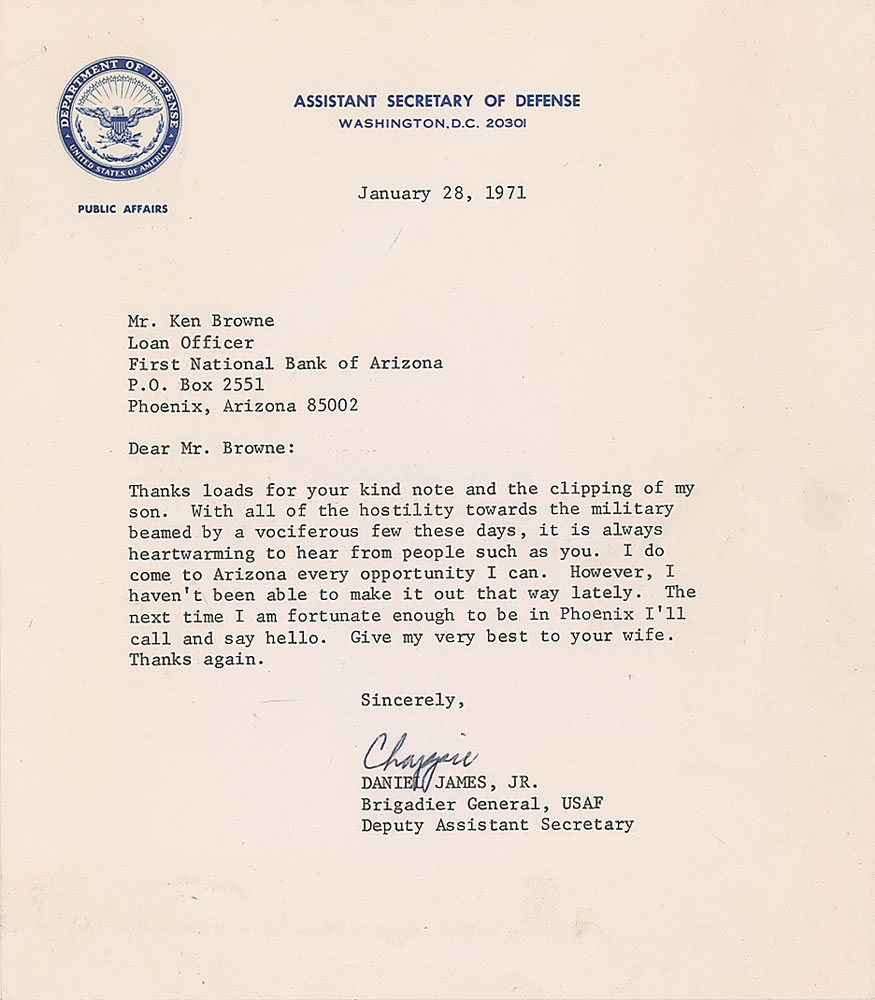 DEPARTMENT OF DEFENSE
UNITED STATES OF AMERICA
PUBLIC AFFAIRS
ASSISTANT SECRETARY OF DEFENSE
WASHINGTON, D.C. 20301
January 28, 1971
Mr. Ken Browne
Loan Officer
First National Bank of Arizona
P.O. Box 2551
Phoenix, Arizona 85002
Dear Mr. Browne:
Thanks loads for your kind note and the clipping of my
son.  With all of the hostility towards the military
beamed by a vociferous few these days, it is always
heartwarming to hear from people such as you.  I do
come to Arizona every opportunity I can.  However, I
haven't been able to make it out that way lately.  The
next time I am fortunate enough to be in Phoenix I'll
call and say hello.  Give my very best to your wife.
Thanks again.
Sincerely,
Chappie
DANIEL JAMES, JR.
Brigadier General, USAF
Deputy Assistant Secretary